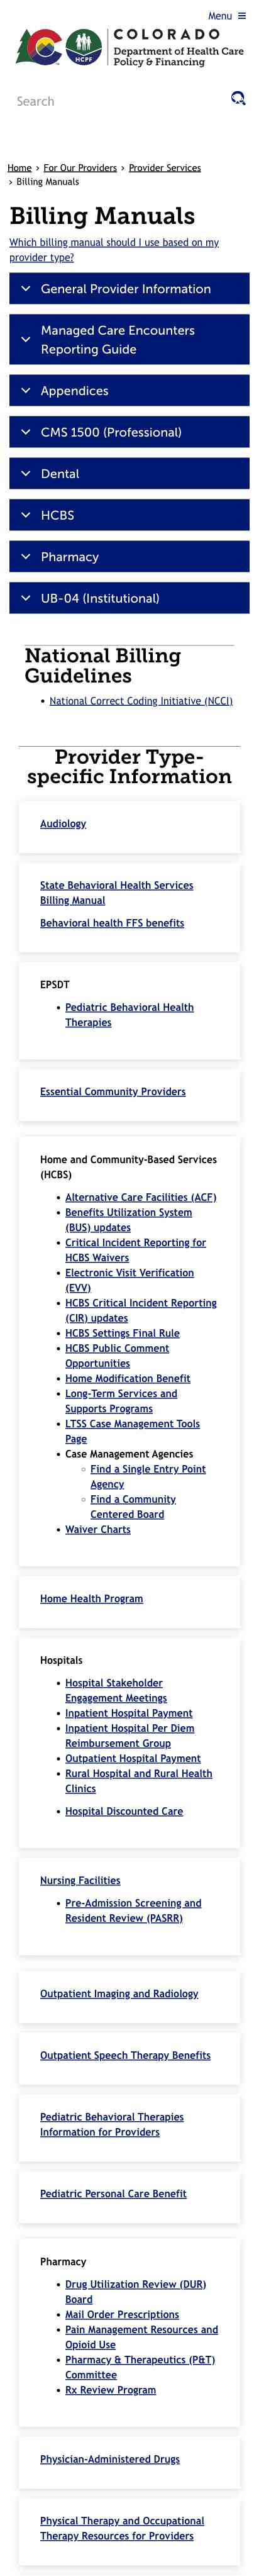 Menu
COLORADO
HCPF
Department of Health Care
Policy & Financing
Search
Home › For Our Providers › Provider Services
› Billing Manuals
Billing Manuals
Which billing manual should I use based on my
provider type?
General Provider Information
Managed Care Encounters
Reporting Guide
Appendices
CMS 1500 (Professional)
Dental
HCBS
Pharmacy
UB-04 (Institutional)
National Billing
Guidelines
• National Correct Coding Initiative (NCCI)
Provider Type-
specific Information
Audiology
State Behavioral Health Services
Billing Manual
Behavioral health FFS benefits
EPSDT
• Pediatric Behavioral Health
Therapies
Essential Community Providers
Home and Community-Based Services
(HCBS)
• Alternative Care Facilities (ACF)
• Benefits Utilization System
(BUS) updates
• Critical Incident Reporting for
HCBS Waivers
• Electronic Visit Verification
(EVV)
• HCBS Critical Incident Reporting
(CIR) updates
• HCBS Settings Final Rule
• HCBS Public Comment
Opportunities
• Home Modification Benefit
• Long-Term Services and
Supports Programs
• LTSS Case Management Tools
Page
• Case Management Agencies
○ Find a Single Entry Point
Agency
○ Find a Community
Centered Board
• Waiver Charts
Home Health Program
Hospitals
• Hospital Stakeholder
Engagement Meetings
• Inpatient Hospital Payment
• Inpatient Hospital Per Diem
Reimbursement Group
• Outpatient Hospital Payment
• Rural Hospital and Rural Health
Clinics
• Hospital Discounted Care
Nursing Facilities
• Pre-Admission Screening and
Resident Review (PASRR)
Outpatient Imaging and Radiology
Outpatient Speech Therapy Benefits
Pediatric Behavioral Therapies
Information for Providers
Pediatric Personal Care Benefit
Pharmacy
• Drug Utilization Review (DUR)
Board
• Mail Order Prescriptions
• Pain Management Resources and
Opioid Use
• Pharmacy & Therapeutics (P&T)
Committee
• Rx Review Program
Physician-Administered Drugs
Physical Therapy and Occupational
Therapy Resources for Providers